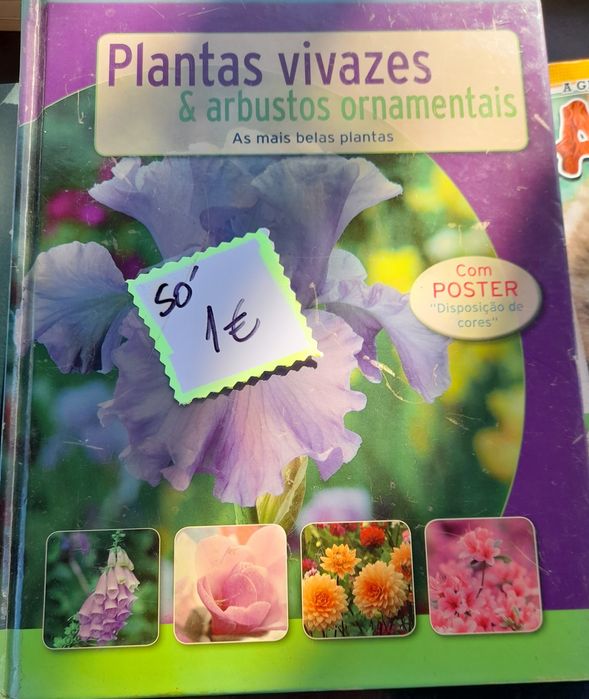 Plantas vivazes
& arbustos ornamentais
As mais belas plantas
Com
POSTER
"Disposição de
cores"
SÓ
1€
A G